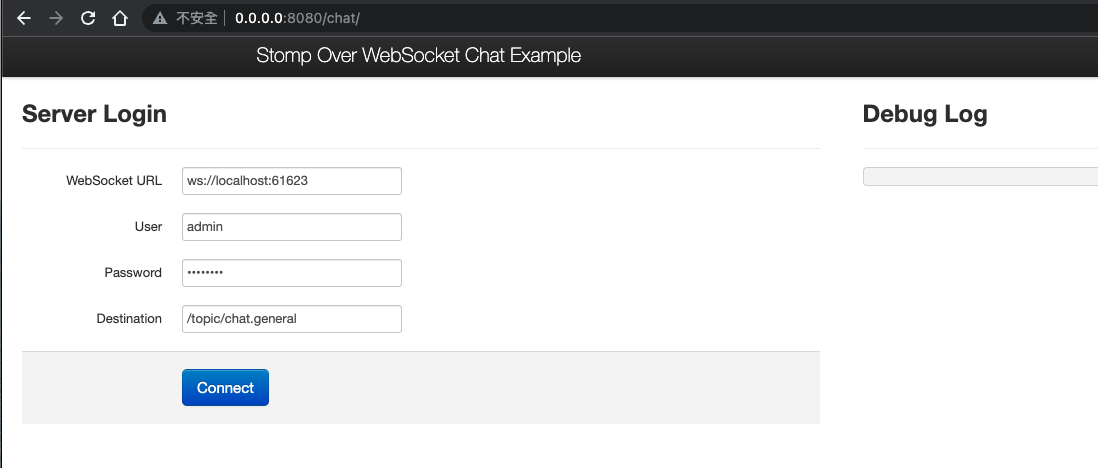 不安全 0.0.0.0:8080/chat/
Stomp Over WebSocket Chat Example
Server Login
Debug Log
WebSocket URL ws://localhost:61623
User admin
Password ••••••••
Destination /topic/chat.general
Connect